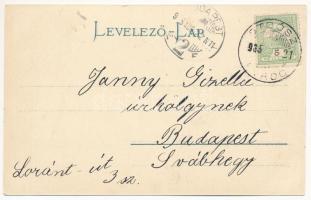 LEVELEZŐ-LAP
Janny Gizella
úrhölgynek
Budapest
Svábhegy
Loránt-út
3 sz.